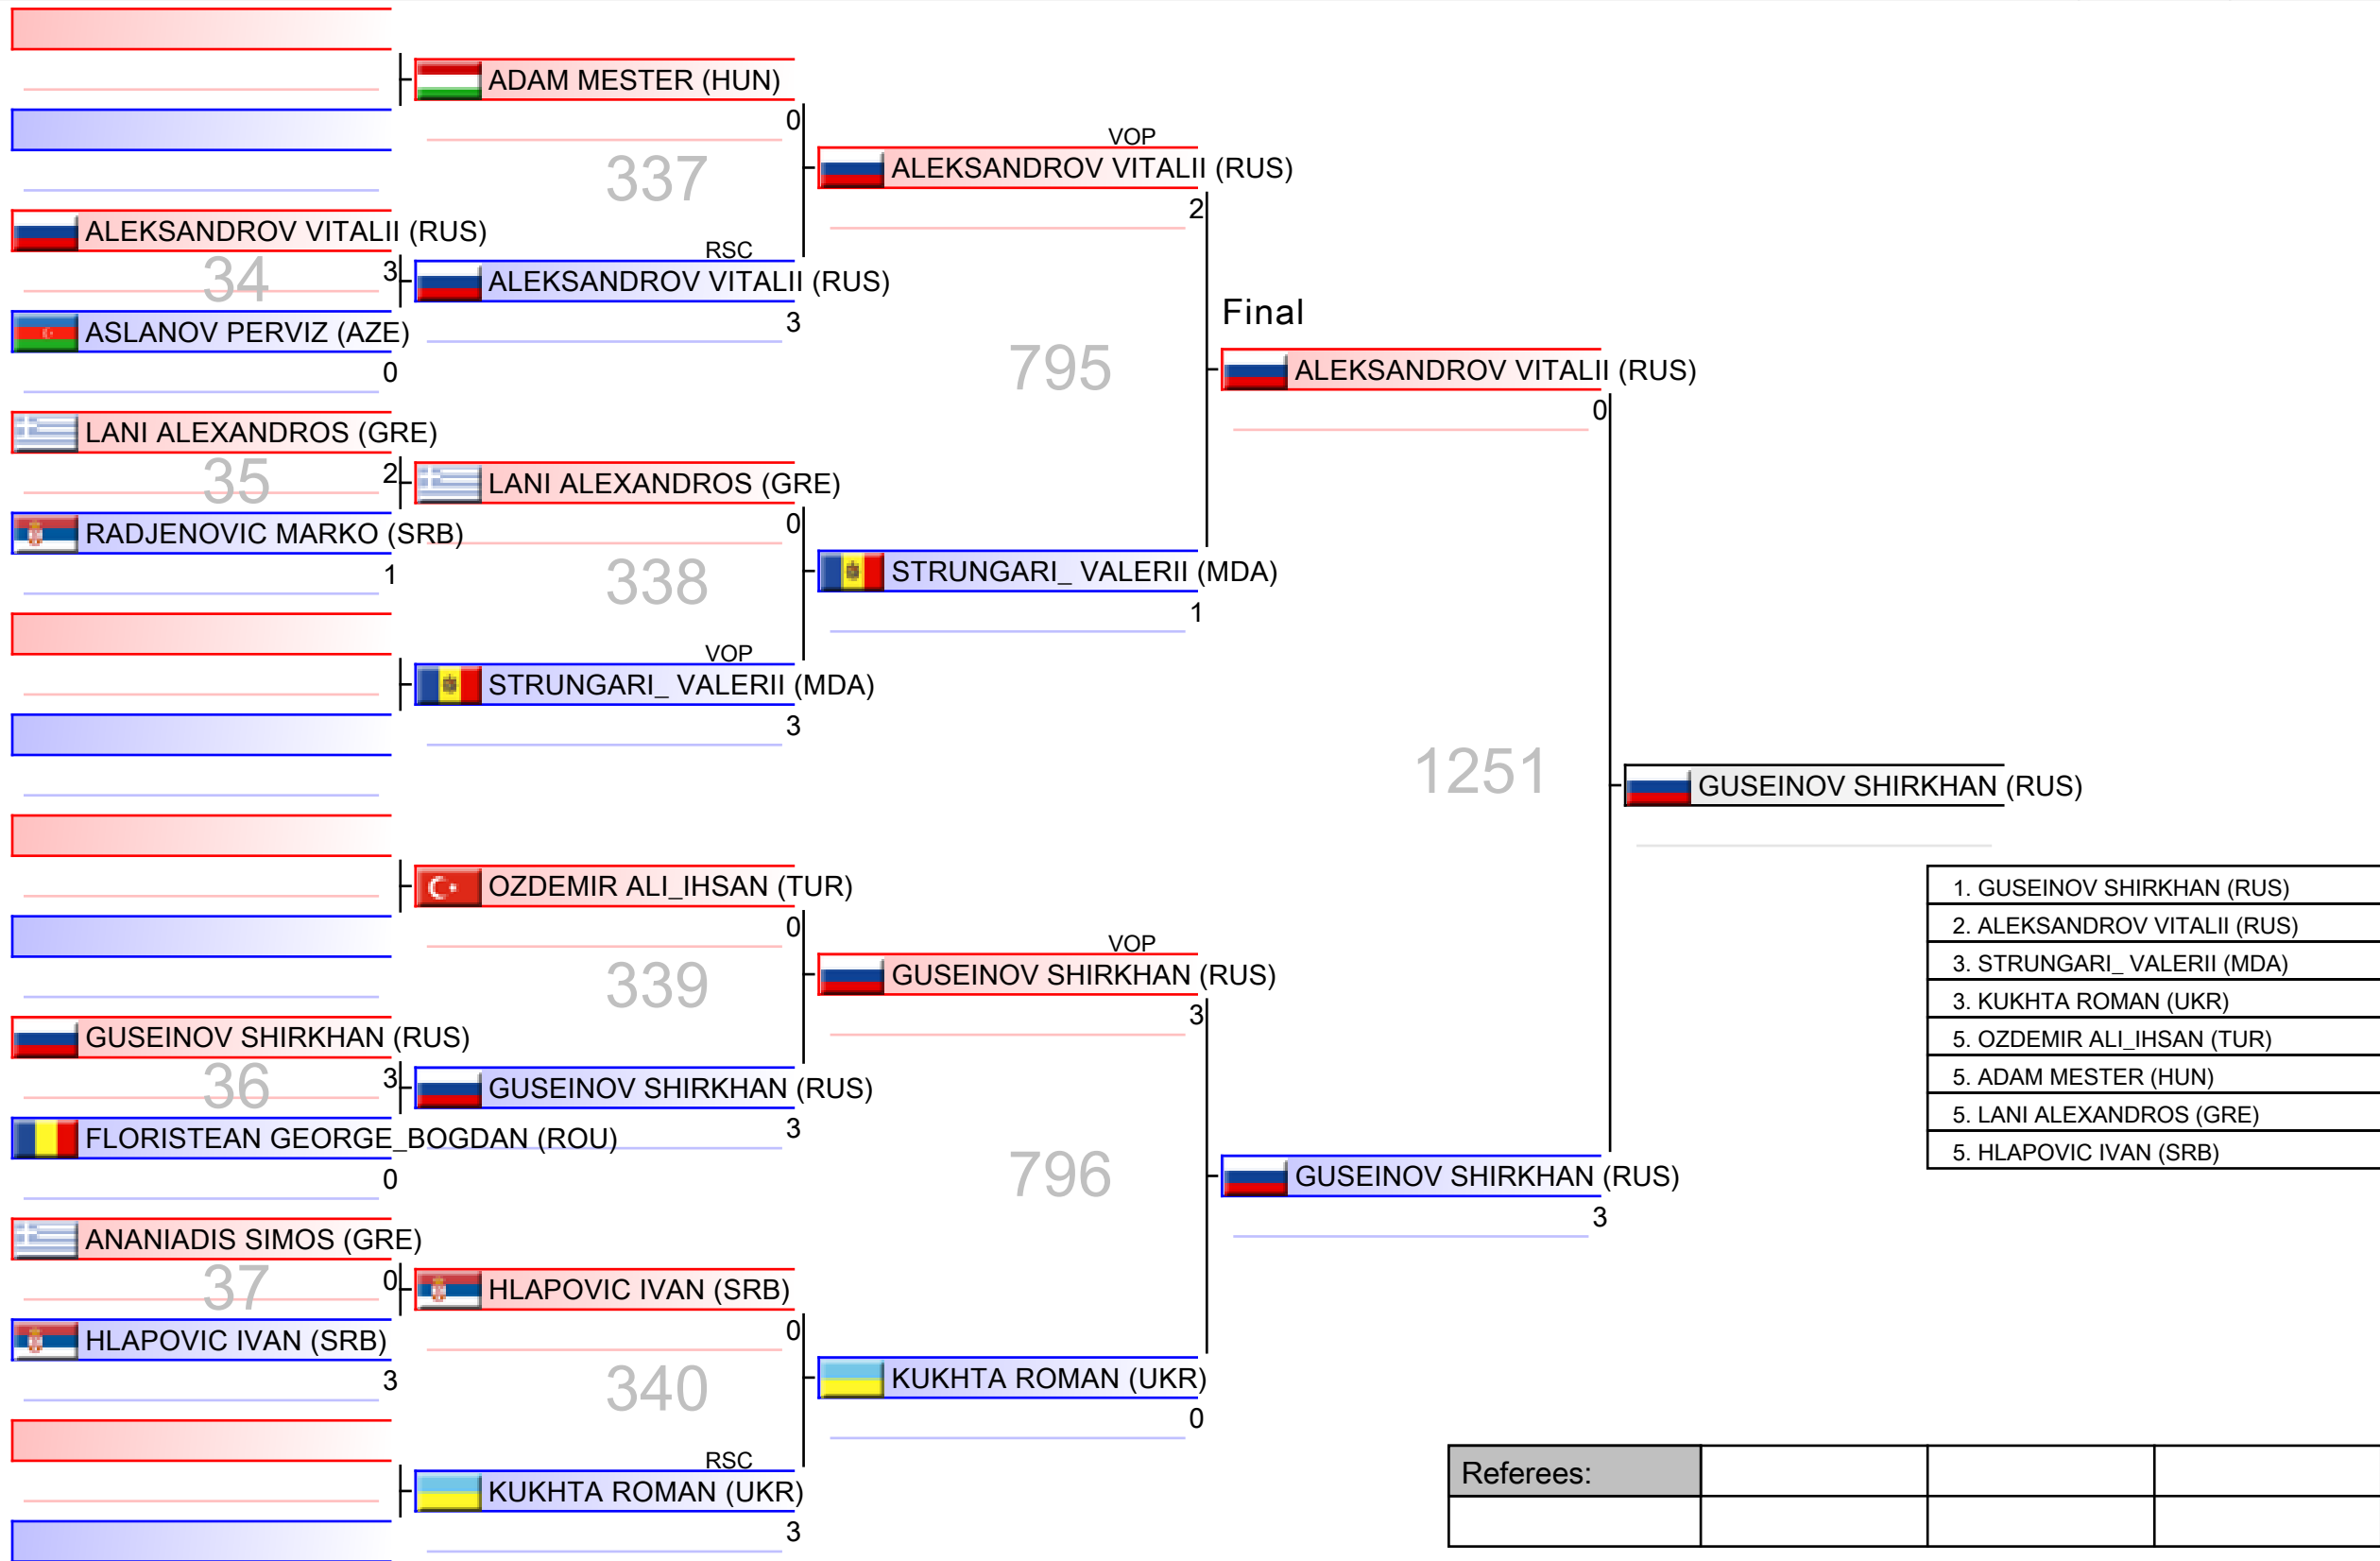 ADAM MESTER (HUN)
0
337
VOP
ALEKSANDROV VITALII (RUS)
2
ALEKSANDROV VITALII (RUS)
34
3
RSC
ALEKSANDROV VITALII (RUS)
3
ASLANOV PERVIZ (AZE)
0
795
Final
ALEKSANDROV VITALII (RUS)
0
LANI ALEXANDROS (GRE)
35
2
LANI ALEXANDROS (GRE)
0
RADJENOVIC MARKO (SRB)
1
338
STRUNGARI_ VALERII (MDA)
1
VOP
STRUNGARI_ VALERII (MDA)
3
1251
GUSEINOV SHIRKHAN (RUS)
OZDEMIR ALI_IHSAN (TUR)
0
339
VOP
GUSEINOV SHIRKHAN (RUS)
3
GUSEINOV SHIRKHAN (RUS)
36
3
GUSEINOV SHIRKHAN (RUS)
3
FLORISTEAN GEORGE_BOGDAN (ROU)
0
796
GUSEINOV SHIRKHAN (RUS)
3
ANANIADIS SIMOS (GRE)
37
0
HLAPOVIC IVAN (SRB)
0
HLAPOVIC IVAN (SRB)
3
340
KUKHTA ROMAN (UKR)
0
RSC
KUKHTA ROMAN (UKR)
3
1. GUSEINOV SHIRKHAN (RUS)
2. ALEKSANDROV VITALII (RUS)
3. STRUNGARI_ VALERII (MDA)
3. KUKHTA ROMAN (UKR)
5. OZDEMIR ALI_IHSAN (TUR)
5. ADAM MESTER (HUN)
5. LANI ALEXANDROS (GRE)
5. HLAPOVIC IVAN (SRB)
Referees: